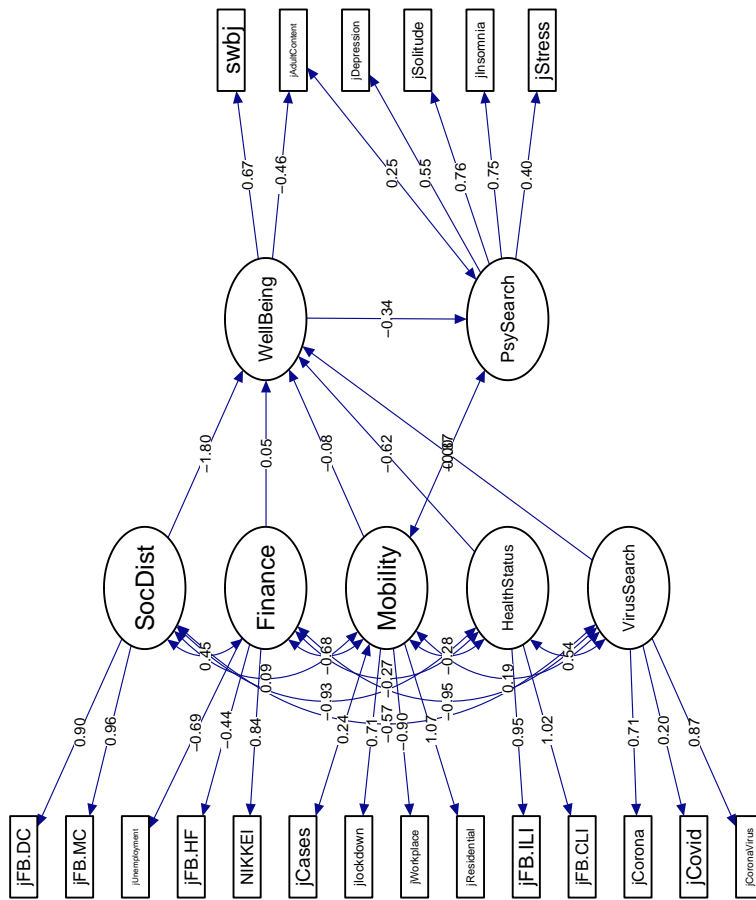 swbj
jAdultContent
jDepression
jSolitude
jInsomnia
jStress
0.67
−0.46
0.25
0.55
0.76
0.75
0.40
WellBeing
−0.34
PsySearch
−1.80
0.05
−0.08
−0.62
SocDist
Finance
Mobility
HealthStatus
VirusSearch
0.45
−0.68
−0.28
0.54
0.09
−0.27
0.19
−0.93
−0.95
−0.57
0.90
0.96
−0.69
−0.44
0.84
0.24
0.71
−0.90
1.07
0.95
1.02
0.71
0.20
0.87
jFB.DC
jFB.MC
jUnemployment
jFB.HF
NIKKEI
jCases
jlockdown
jWorkplace
jResidential
jFB.ILI
jFB.CLI
jCorona
jCovid
jCoronaVirus